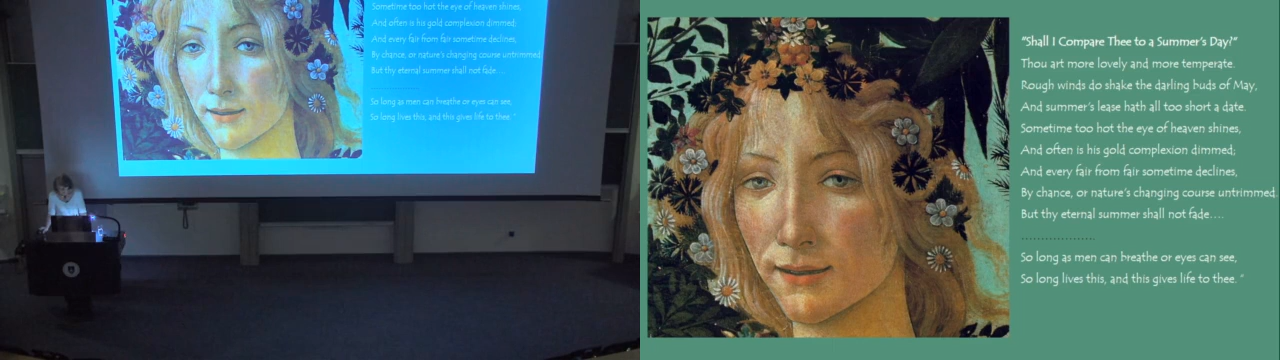 Sometime too hot the eye of heaven shines,
And often is his gold complexion dimmed;
And every fair from fair sometime declines,
By chance, or nature's changing course untrimmed.
But thy eternal summer shall not fade....
...................
So long as men can breathe or eyes can see,
So long lives this, and this gives life to thee. "
"Shall I Compare Thee to a Summer's Day?"
Thou art more lovely and more temperate.
Rough winds do shake the darling buds of May,
And summer's lease hath all too short a date.
Sometime too hot the eye of heaven shines,
And often is his gold complexion dimmed;
And every fair from fair sometime declines,
By chance, or nature's changing course untrimmed.
But thy eternal summer shall not fade....
...................
So long as men can breathe or eyes can see,
So long lives this, and this gives life to thee. "